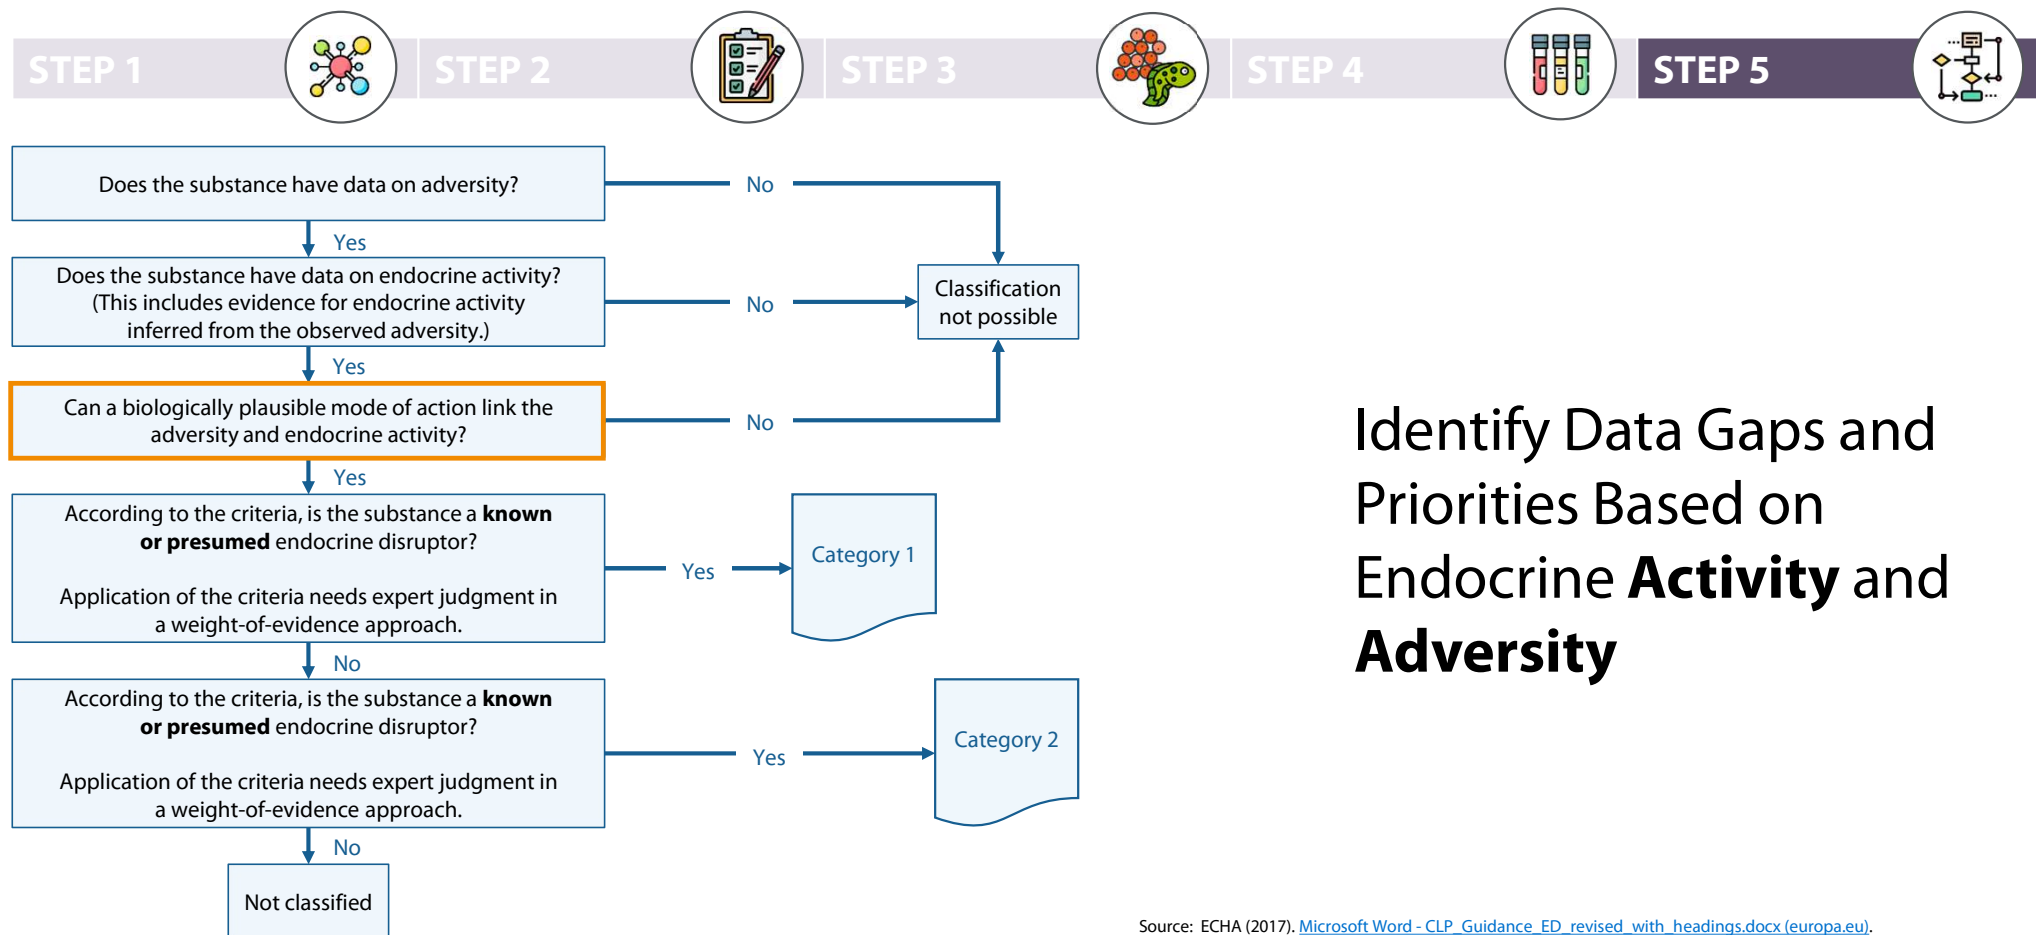 STEP 1
STEP 2
STEP 3
STEP 4
STEP 5
Does the substance have data on adversity?
No
Yes
Does the substance have data on endocrine activity?
(This includes evidence for endocrine activity
inferred from the observed adversity.)
No
Classification
not possible
Yes
Can a biologically plausible mode of action link the
adversity and endocrine activity?
No
Yes
According to the criteria, is the substance a known
or presumed endocrine disruptor?
Application of the criteria needs expert judgment in
a weight-of-evidence approach.
Yes
Category 1
No
According to the criteria, is the substance a known
or presumed endocrine disruptor?
Application of the criteria needs expert judgment in
a weight-of-evidence approach.
Yes
Category 2
No
Not classified
Identify Data Gaps and
Priorities Based on
Endocrine Activity and
Adversity
Source: ECHA (2017). Microsoft Word - CLP_Guidance_ED_revised_with_headings.docx (europa.eu).